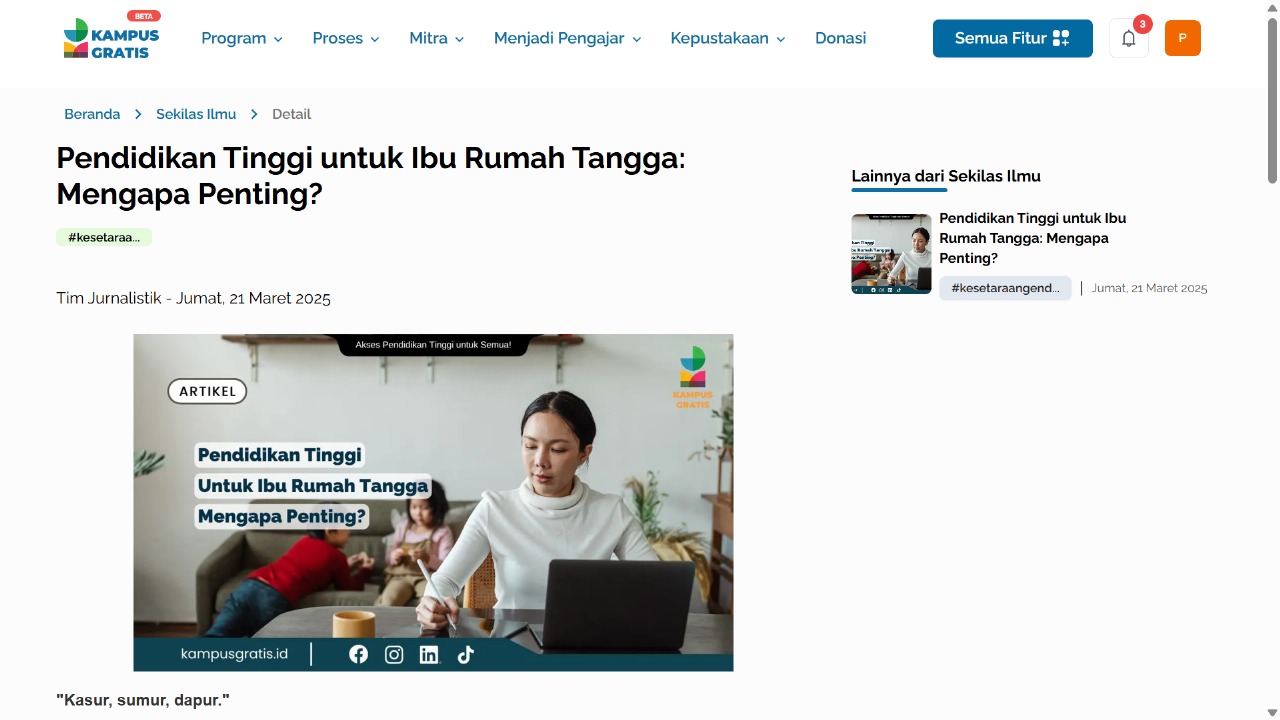 BETA
KAMPUS
GRATIS
Program
Proses
Mitra
Menjadi Pengajar
Kepustakaan
Donasi
Semua Fitur
3
P
Beranda
Sekilas Ilmu
Detail
Pendidikan Tinggi untuk Ibu Rumah Tangga:
Mengapa Penting?
#kesetaraa...
Tim Jurnalistik - Jumat, 21 Maret 2025
Akses Pendidikan Tinggi untuk Semua!
ARTIKEL
KAMPUS
GRATIS
Pendidikan Tinggi
Untuk Ibu Rumah Tangga
Mengapa Penting?
kampusgratis.id
"Kasur, sumur, dapur."
Lainnya dari Sekilas Ilmu
Pendidikan Tinggi untuk Ibu
Rumah Tangga: Mengapa
Penting?
#kesetaraangend...
Jumat, 21 Maret 2025